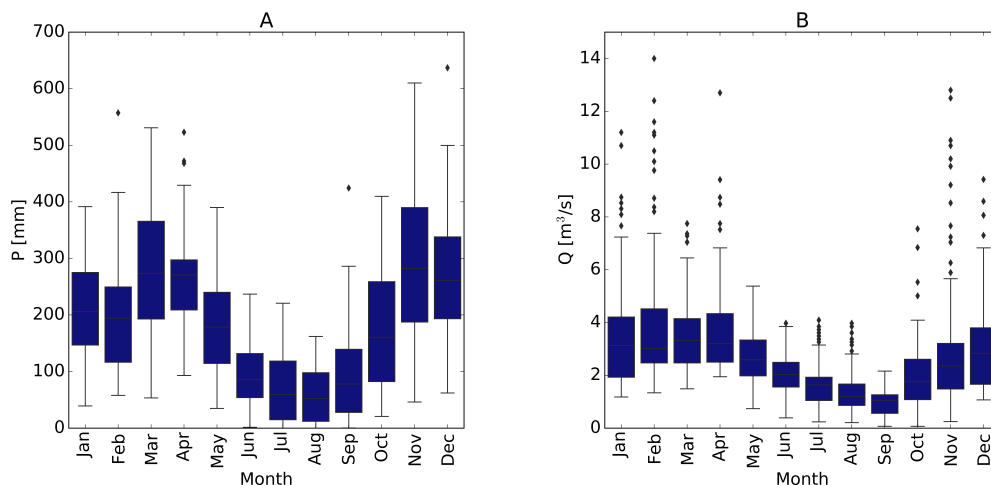 A
P [mm]
700
600
500
400
300
200
100
0
Jan Feb Mar Apr May Jun Jul Aug Sep Oct Nov Dec
Month
B
Q [m³/s]
14
12
10
8
6
4
2
0
Jan Feb Mar Apr May Jun Jul Aug Sep Oct Nov Dec
Month